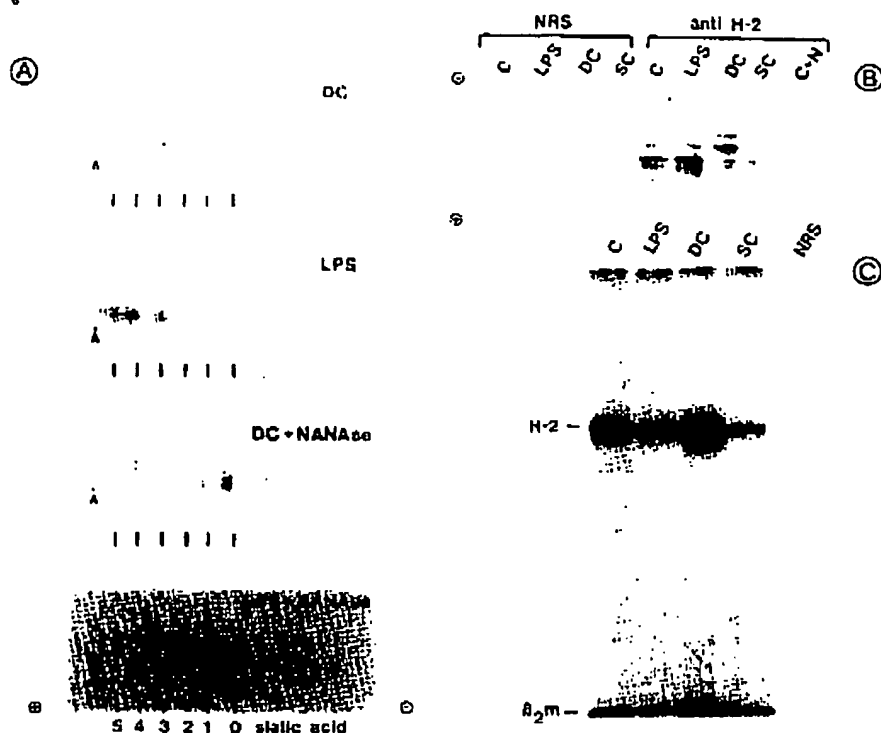 A
DC
A
LPS
A
DC+NANAse
A
5 4 3 2 1 0 sialic acid
NRS anti H-2
C LPS DC SC C LPS DC SC C+N
B
C LPS DC SC NRS
C
H-2 –
β₂m –